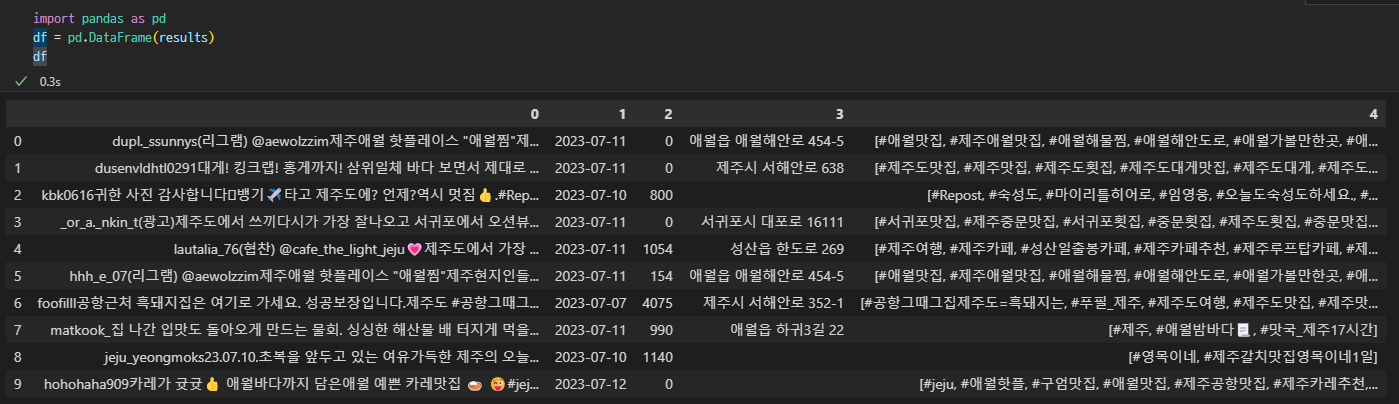 import pandas as pd
df = pd.DataFrame(results)
df
0.3s
0 1 2 3 4
0 dupl._ssunnys(리그램) @aewolzzim제주애월 핫플레이스 "애월찜"제... 2023-07-11 0 애월읍 애월해안로 454-5 [#애월맛집, #제주애월맛집, #애월해물찜, #애월해안도로, #애월가볼만한곳, #애...
1 dusenvldhtl0291대게! 킹크랩! 홍게까지! 삼위일체 바다 보면서 제대로 ... 2023-07-11 0 제주시 서해안로 638 [#제주도맛집, #제주맛집, #제주도횟집, #제주도대게맛집, #제주도대게, #제주도...
2 kbk0616귀한 사진 감사합니다뱅기✈️타고 제주도에? 언제?역시 멋짐👍.#Rep... 2023-07-10 800 [#Repost, #숙성도, #마이리틀히어로, #임영웅, #오늘도숙성도하세요., #...
3 _or_a._nkin_t(광고)제주도에서 쓰끼다시가 가장 잘나오고 서귀포에서 오션뷰... 2023-07-11 0 서귀포시 대포로 16111 [#서귀포맛집, #제주중문맛집, #서귀포횟집, #중문횟집, #제주도횟집, #중문맛집...
4 lautalia_76(협찬) @cafe_the_light_jeju💗제주도에서 가장 ... 2023-07-11 1054 성산읍 한도로 269 [#제주여행, #제주카페, #성산일출봉카페, #제주카페추천, #제주루프탑카페, #제...
5 hhh_e_07(리그램) @aewolzzim제주애월 핫플레이스 "애월찜"제주현지인들... 2023-07-11 154 애월읍 애월해안로 454-5 [#애월맛집, #제주애월맛집, #애월해물찜, #애월해안도로, #애월가볼만한곳, #애...
6 foofilll공항근처 흑돼지집은 여기로 가세요. 성공보장입니다.제주도 #공항그때그... 2023-07-07 4075 제주시 서해안로 352-1 [#공항그때그집제주도=흑돼지는, #푸필_제주, #제주도여행, #제주도맛집, #제주맛...
7 matkook_집 나간 입맛도 돌아오게 만드는 물회. 싱싱한 해산물 배 터지게 먹을... 2023-07-11 990 애월읍 하귀3길 22 [#제주, #애월밤바다📃, #맛국_제주17시간]
8 jeju_yeongmoks23.07.10.초복을 앞두고 있는 여유가득한 제주의 오늘... 2023-07-10 1140 [#영목이네, #제주갈치맛집영목이네1일]
9 hohohaha909카레가 귯귯👍 애월바다까지 담은애월 예쁜 카레맛집 🍛 😜#jej... 2023-07-12 0 [#jeju, #애월핫플, #구엄맛집, #애월맛집, #제주공항맛집, #제주카레추천,...